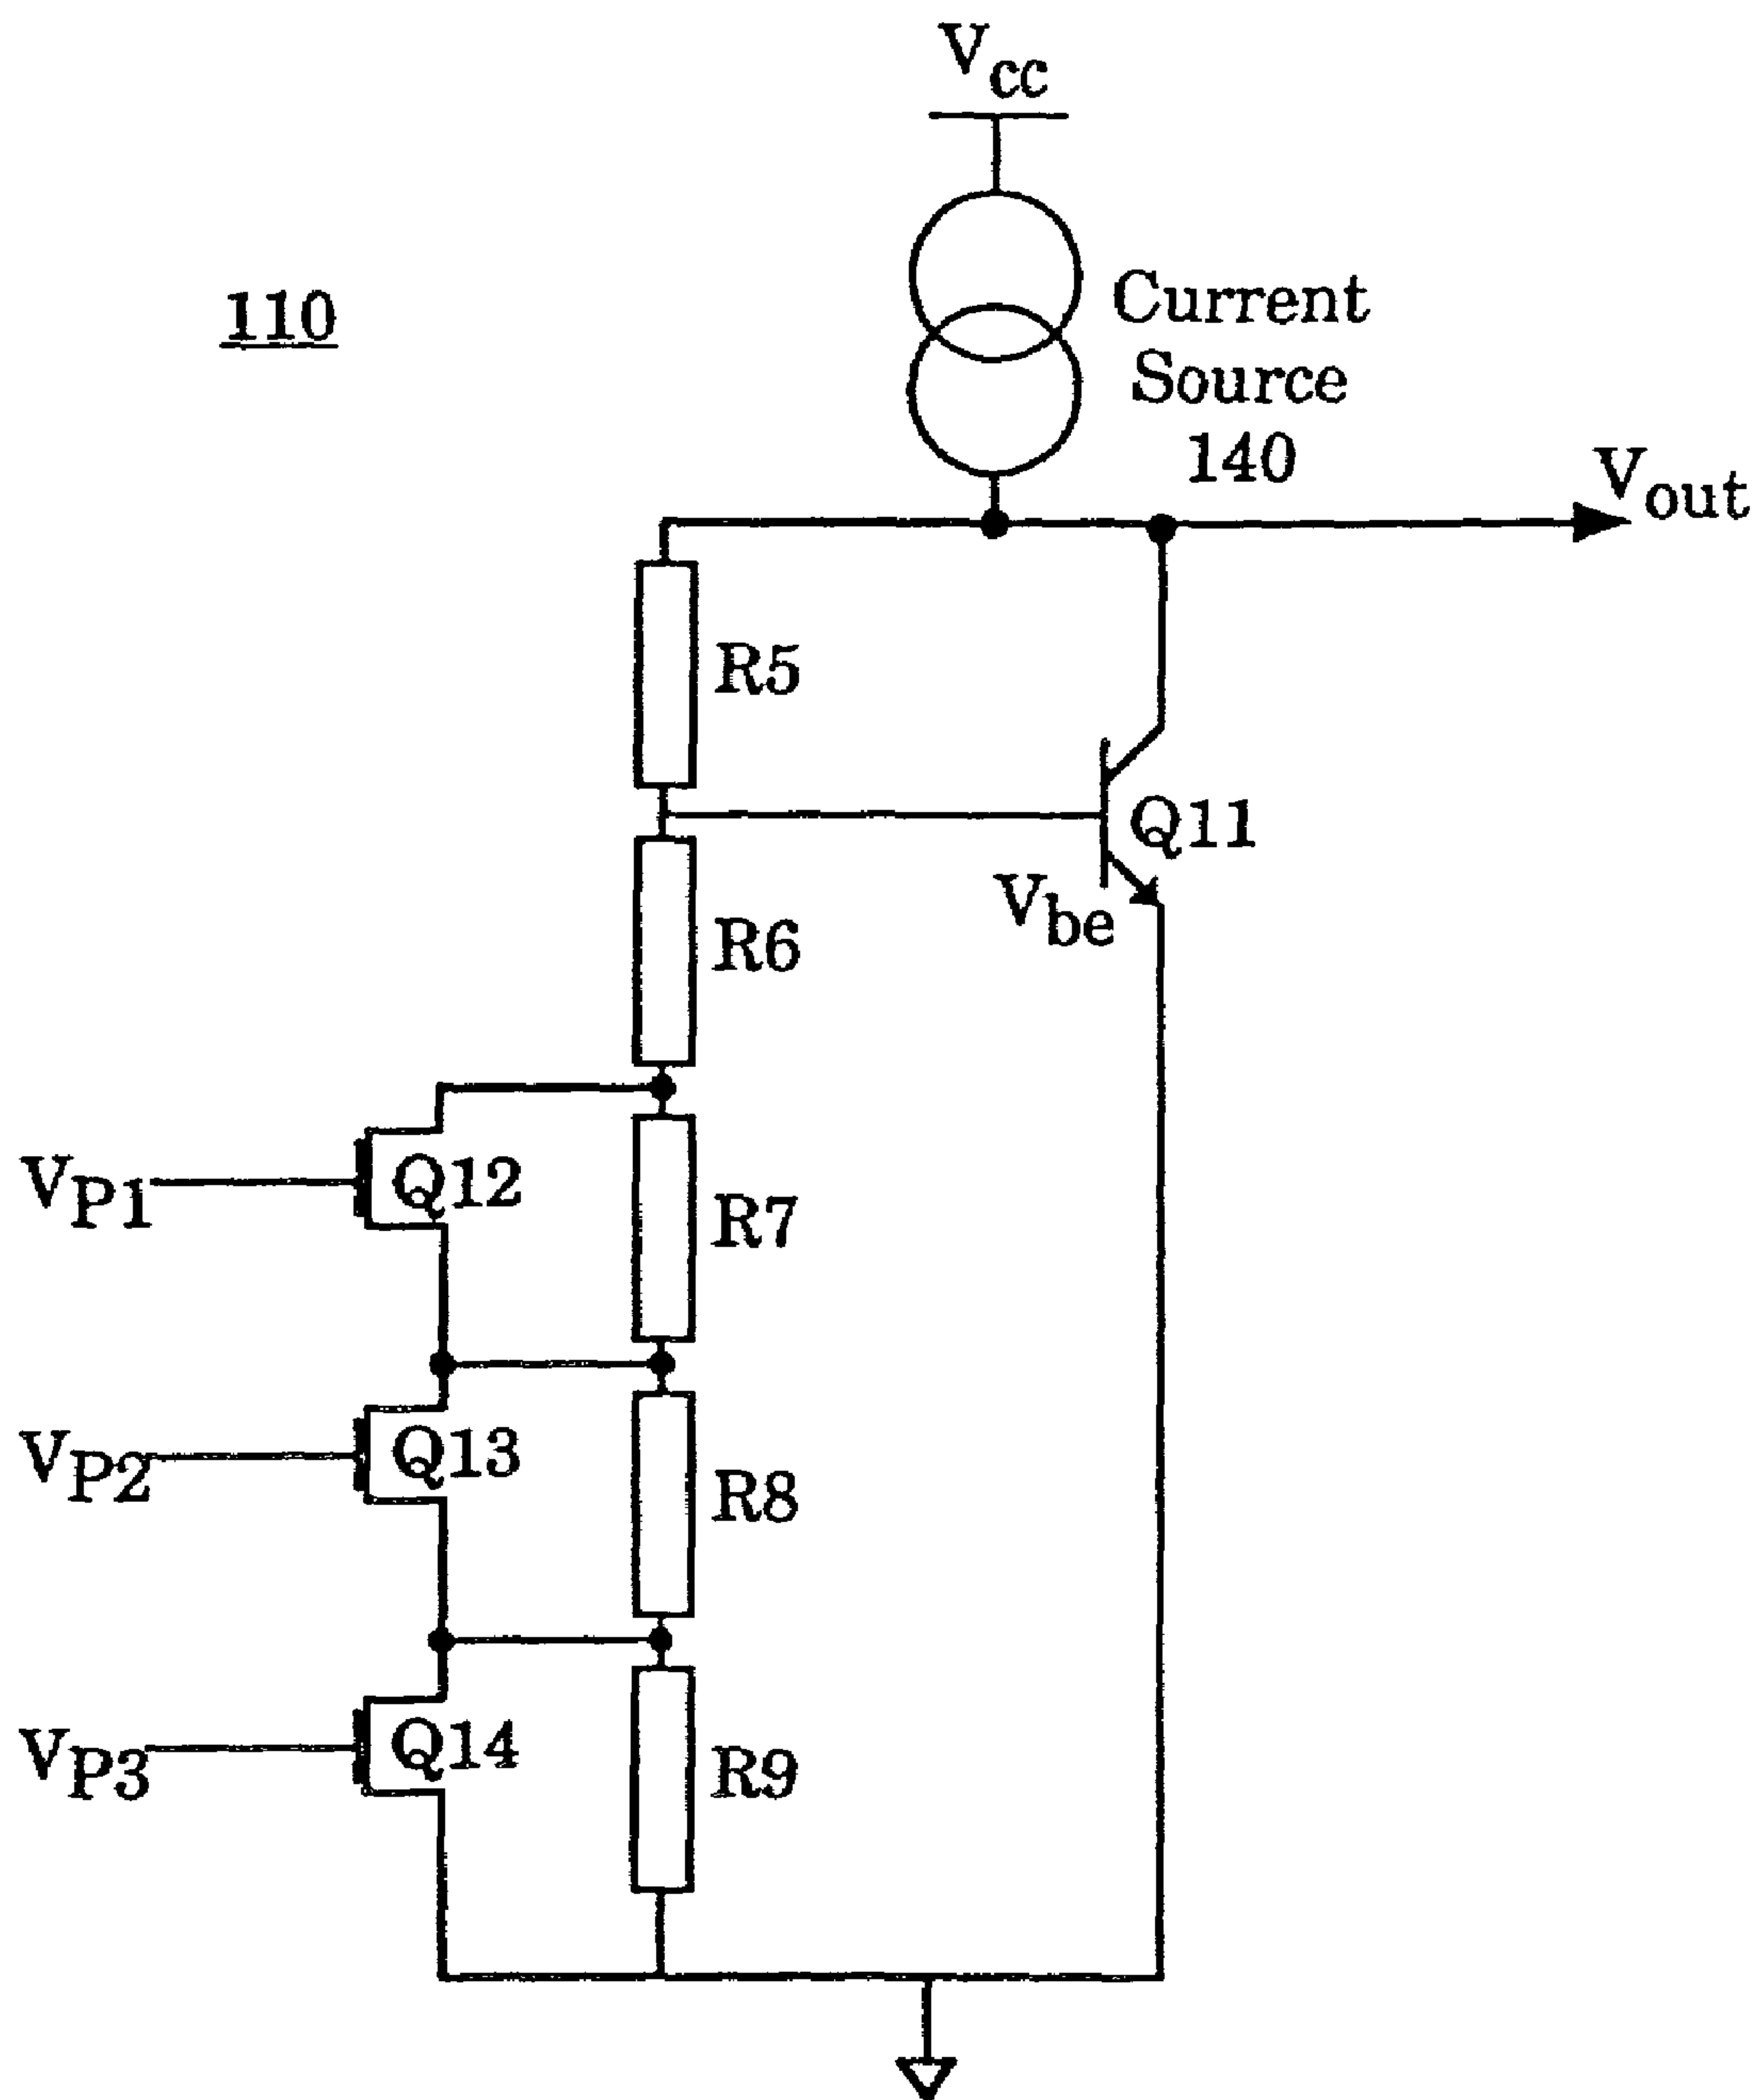 Vcc
110
Current
Source
140
Vout
R5
Q11
Vbe
R6
VP1
Q12
R7
VP2
Q13
R8
VP3
Q14
R9